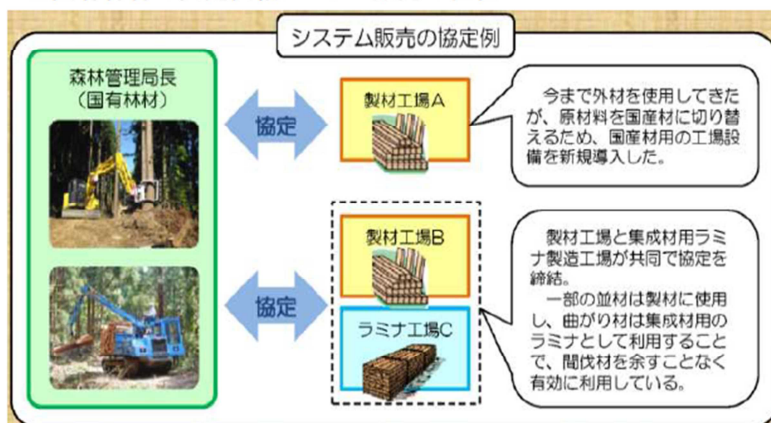 システム販売の協定例
森林管理局長
（国有林材）
協定
製材工場A
今まで外材を使用してきた
が、原材料を国産材に切り替
えるため、国産材用の工場設
備を新規導入した。
協定
製材工場B
ラミナ工場C
製材工場と集成材用ラミ
ナ製造工場が共同で協定を
締結。
一部の並材は製材に使用
し、曲がり材は集成材用の
ラミナとして利用すること
で、間伐材を余すことなく
有効に利用している。